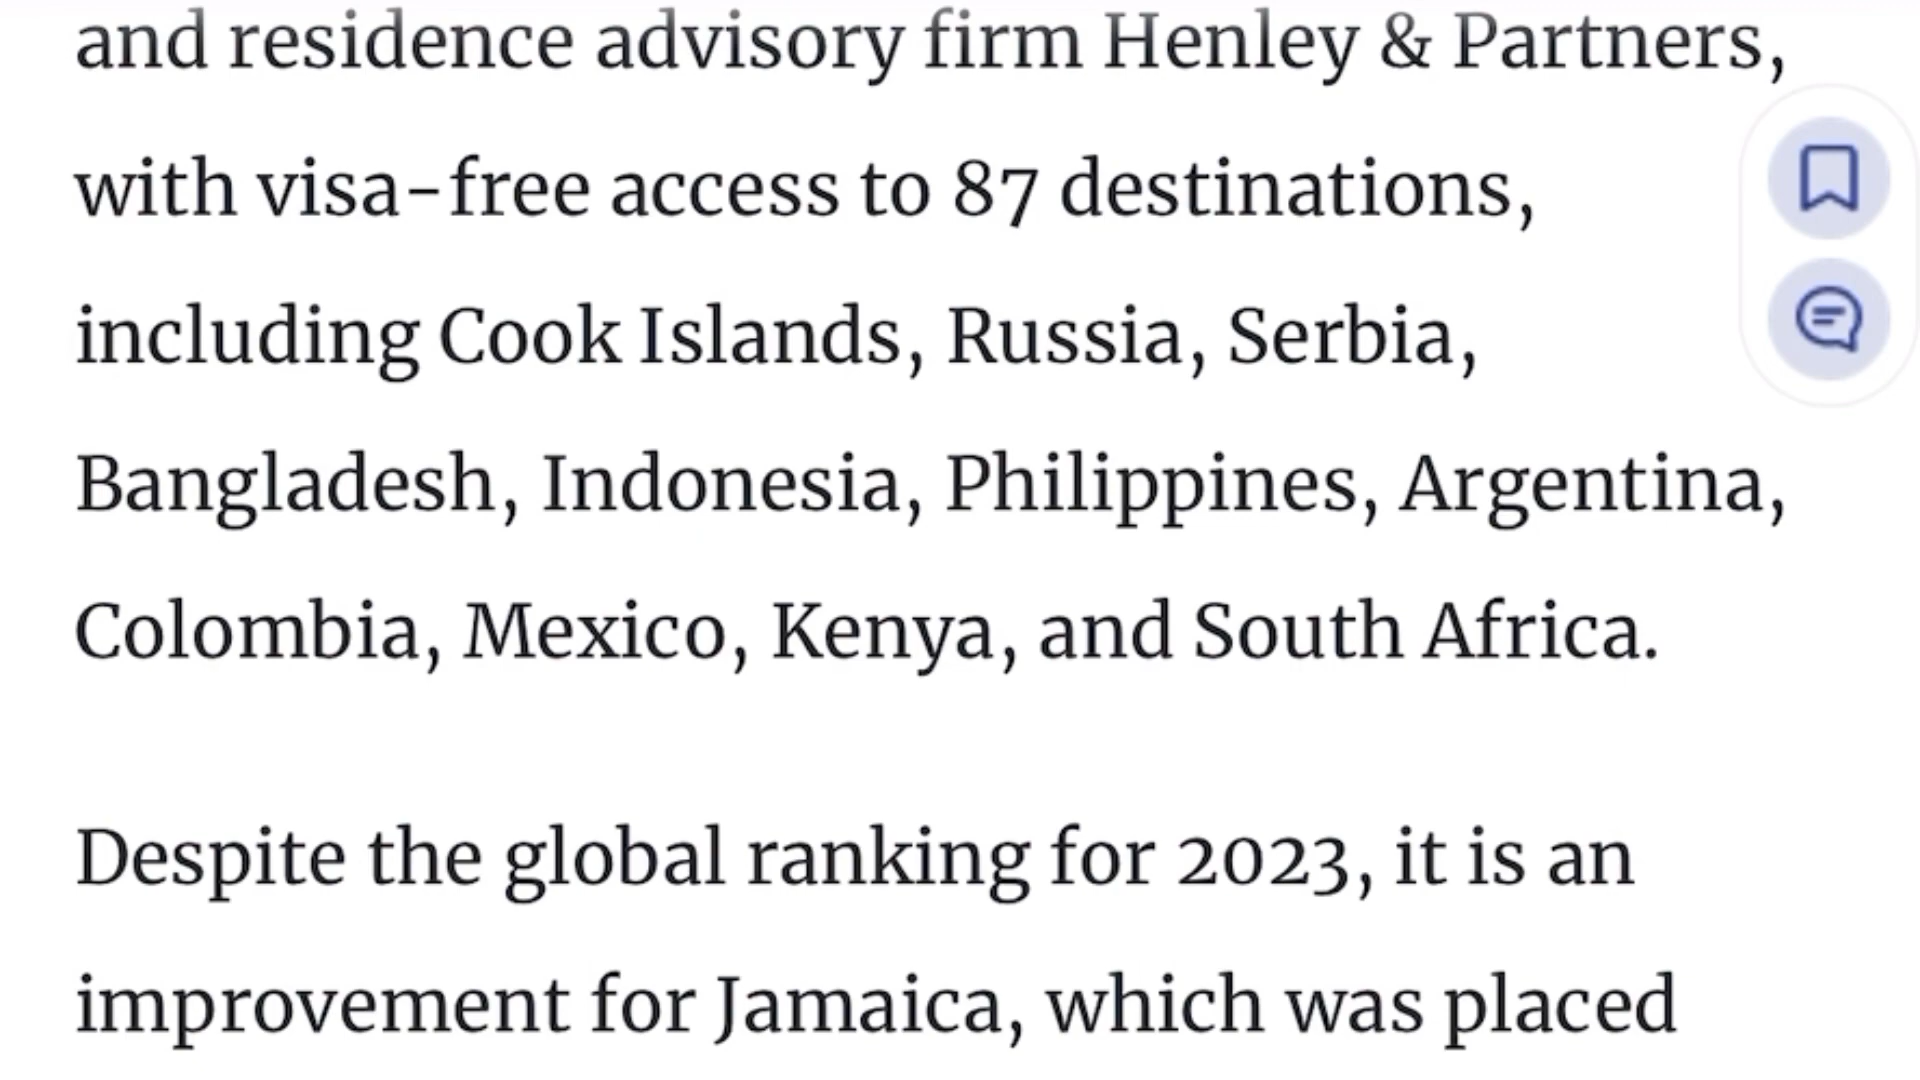 and residence advisory firm Henley & Partners,
with visa-free access to 87 destinations,
including Cook Islands, Russia, Serbia,
Bangladesh, Indonesia, Philippines, Argentina,
Colombia, Mexico, Kenya, and South Africa.
Despite the global ranking for 2023, it is an
improvement for Jamaica, which was placed